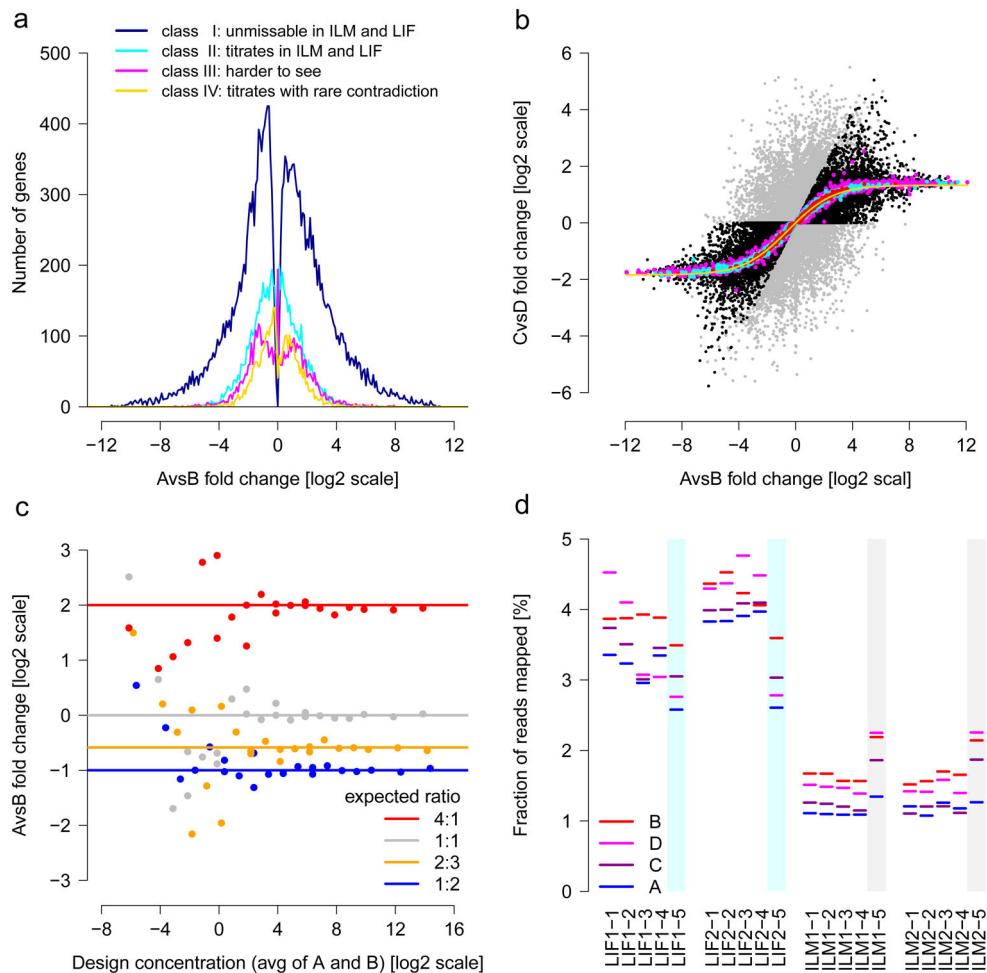 a
class I: unmissable in ILM and LIF
class II: titrates in ILM and LIF
class III: harder to see
class IV: titrates with rare contradiction
500
400
300
200
100
0
Number of genes
−12 −8 −4 0 4 8 12
AvsB fold change [log2 scale]
b
6
4
2
0
−2
−4
−6
CvsD fold change [log2 scale]
−12 −8 −4 0 4 8 12
AvsB fold change [log2 scal]
c
3
2
1
0
−1
−2
−3
AvsB fold change [log2 scale]
expected ratio
4:1
1:1
2:3
1:2
−8 −4 0 4 8 12 16
Design concentration (avg of A and B) [log2 scale]
d
5
4
3
2
1
0
Fraction of reads mapped [%]
B
D
C
A
LIF1−1
LIF1−2
LIF1−3
LIF1−4
LIF1−5
LIF2−1
LIF2−2
LIF2−3
LIF2−4
LIF2−5
ILM1−1
ILM1−2
ILM1−3
ILM1−4
ILM1−5
ILM2−1
ILM2−2
ILM2−3
ILM2−4
ILM2−5